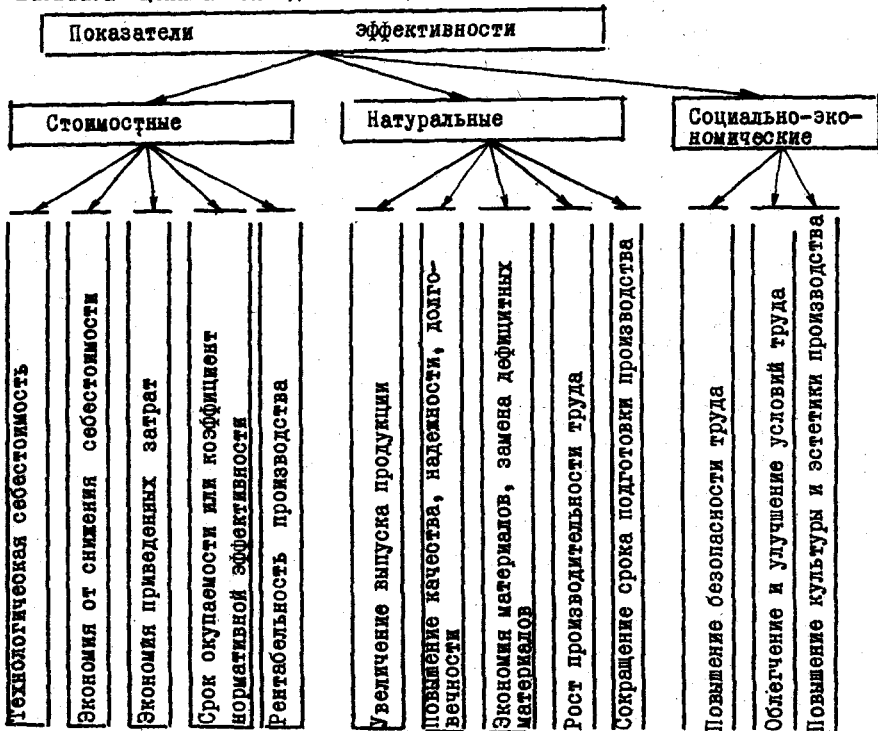 Показатели эффективности
Стоимостные
Натуральные
Социально-эко-
номические
Технологическая себестоимость
Экономия от снижения себестоимости
Экономия приведенных затрат
Срок окупаемости или коэффициент
нормативной эффективности
Рентабельность производства
Увеличение выпуска продукции
Повышение качества, надежности, долго-
вечности
Экономия материалов, замена дефицитных
материалов
Рост производительности труда
Сокращение срока подготовки производства
Повышение безопасности труда
Облегчение и улучшение условий труда
Повышение культуры и эстетики производства